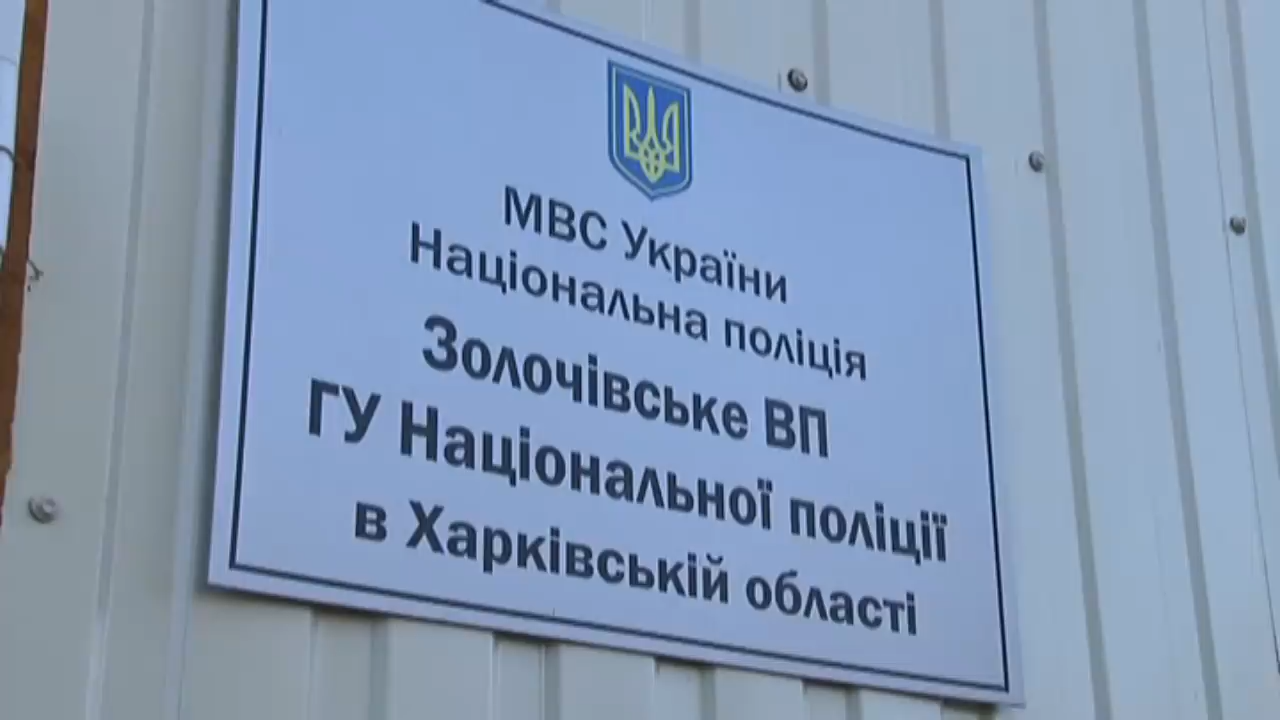 МВС України
Національна поліція
Золочівське ВП
ГУ Національної поліції
в Харківській області